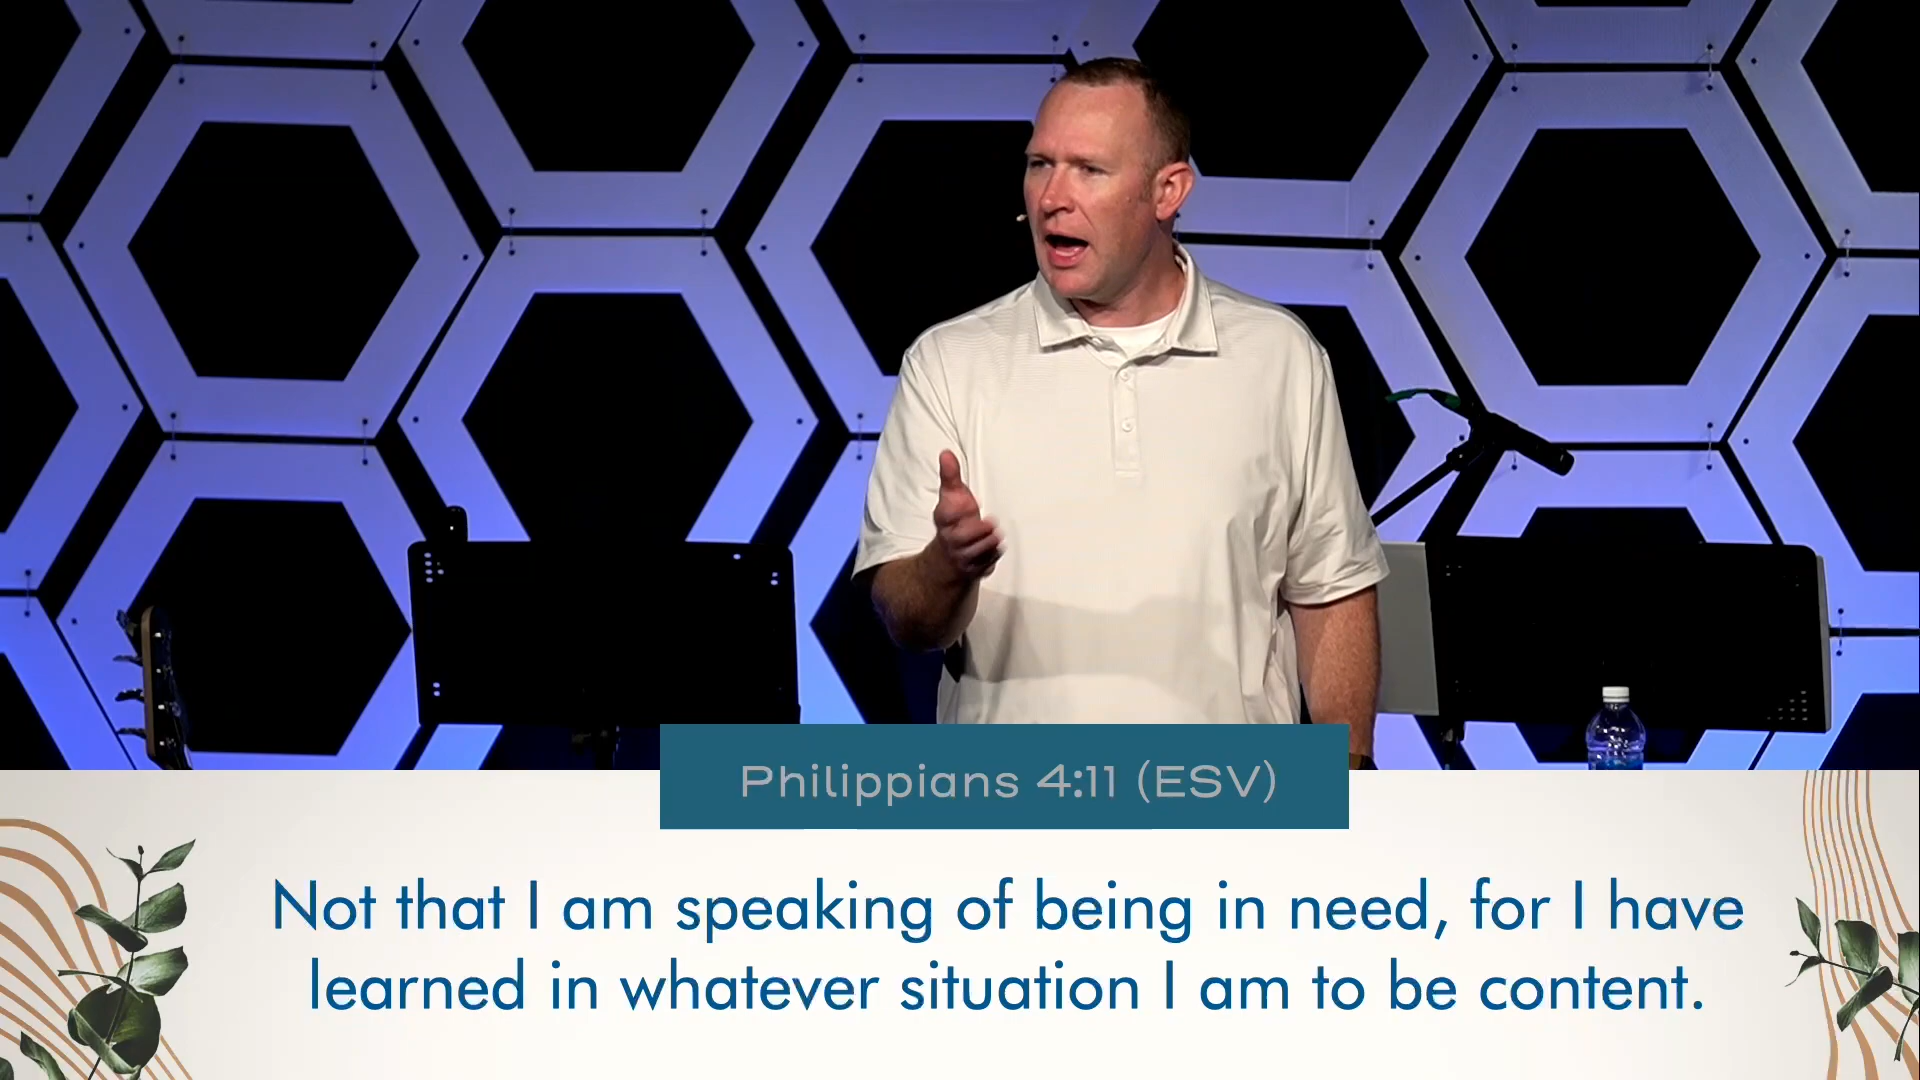 Philippians 4:11 (ESV)
Not that I am speaking of being in need, for I have
learned in whatever situation I am to be content.